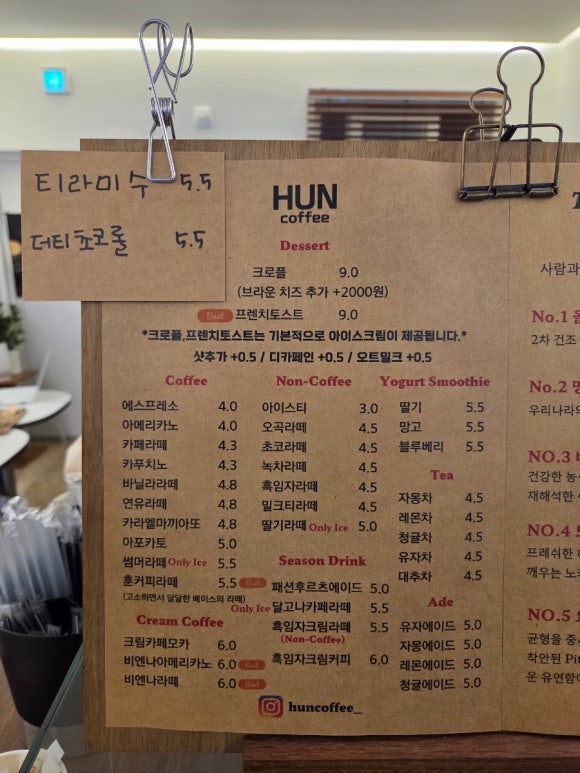 티라미수 5.5
더티초코롤 5.5
HUN
coffee
Dessert
크로플 9.0
(브라운 치즈 추가 +2000원)
Best 프렌치토스트 9.0
*크로플,프렌치토스트는 기본적으로 아이스크림이 제공됩니다.*
샷추가 +0.5 / 디카페인 +0.5 / 오트밀크 +0.5
Coffee
에스프레소 4.0
아메리카노 4.0
카페라떼 4.3
카푸치노 4.3
바닐라라떼 4.8
연유라떼 4.8
카라멜마끼아또 4.8
아포카토 5.0
썸머라떼 Only Ice 5.5
훈커피라떼 5.5 Best
(고소하면서 달달한 베이스의 라떼)
Cream Coffee
크림카페모카 6.0
비엔나아메리카노 6.0 Best
비엔나라떼 6.0 Best
Non-Coffee
아이스티 3.0
오곡라떼 4.5
초코라떼 4.5
녹차라떼 4.5
흑임자라떼 4.5
밀크티라떼 4.5
딸기라떼 Only Ice 5.0
Season Drink
패션후르츠에이드 5.0
Only Ice 달고나카페라떼 5.5
흑임자크림라떼 5.5
(Non-Coffee)
흑임자크림커피 6.0
Yogurt Smoothie
딸기 5.5
망고 5.5
블루베리 5.5
Tea
자몽차 4.5
레몬차 4.5
청귤차 4.5
유자차 4.5
대추차 4.5
Ade
유자에이드 5.0
자몽에이드 5.0
레몬에이드 5.0
청귤에이드 5.0
huncoffee_
사람과
No.1
2차 건조
No.2
우리나라의
NO.3
건강한 농
재해석한
NO.4
프레쉬한
깨우는 노
NO.5
균형을 중
착안된 Pi
운 유연함